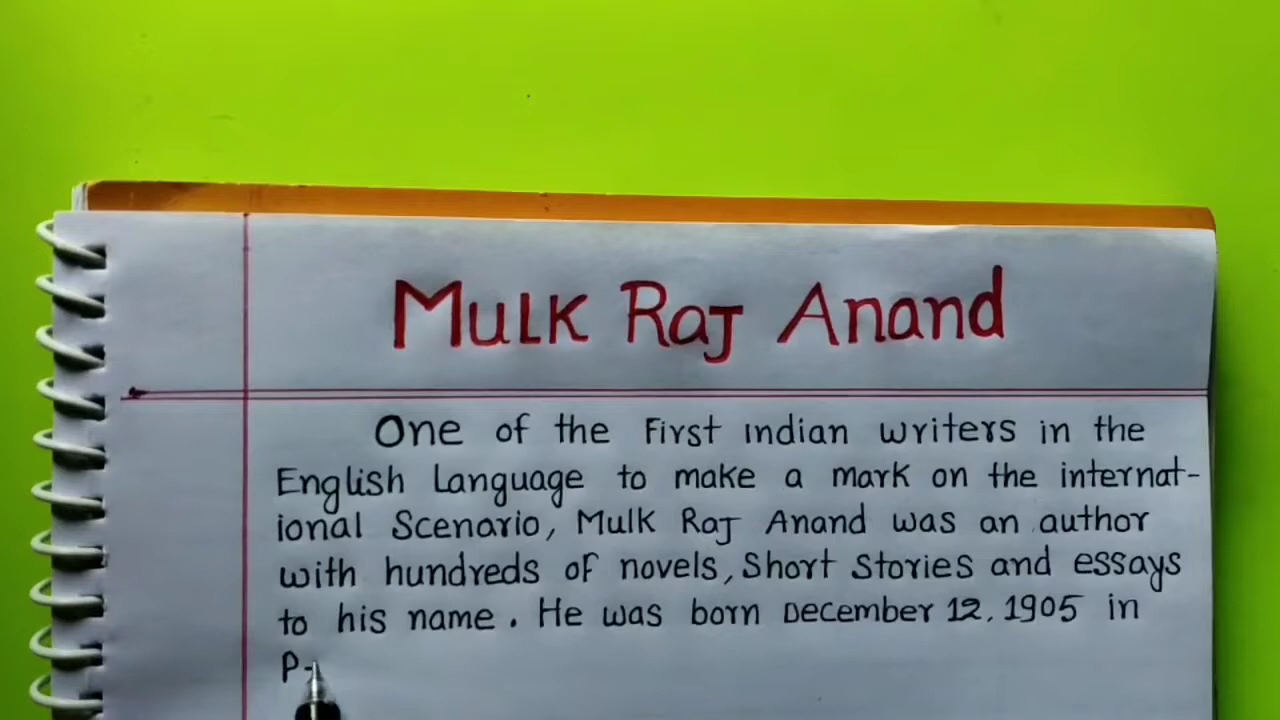 Mulk Raj Anand
One of the First Indian writers in the
English Language to make a mark on the internat-
ional Scenario, Mulk Raj Anand was an author
with hundreds of novels, Short Stories and essays
to his name. He was born December 12, 1905 in
P